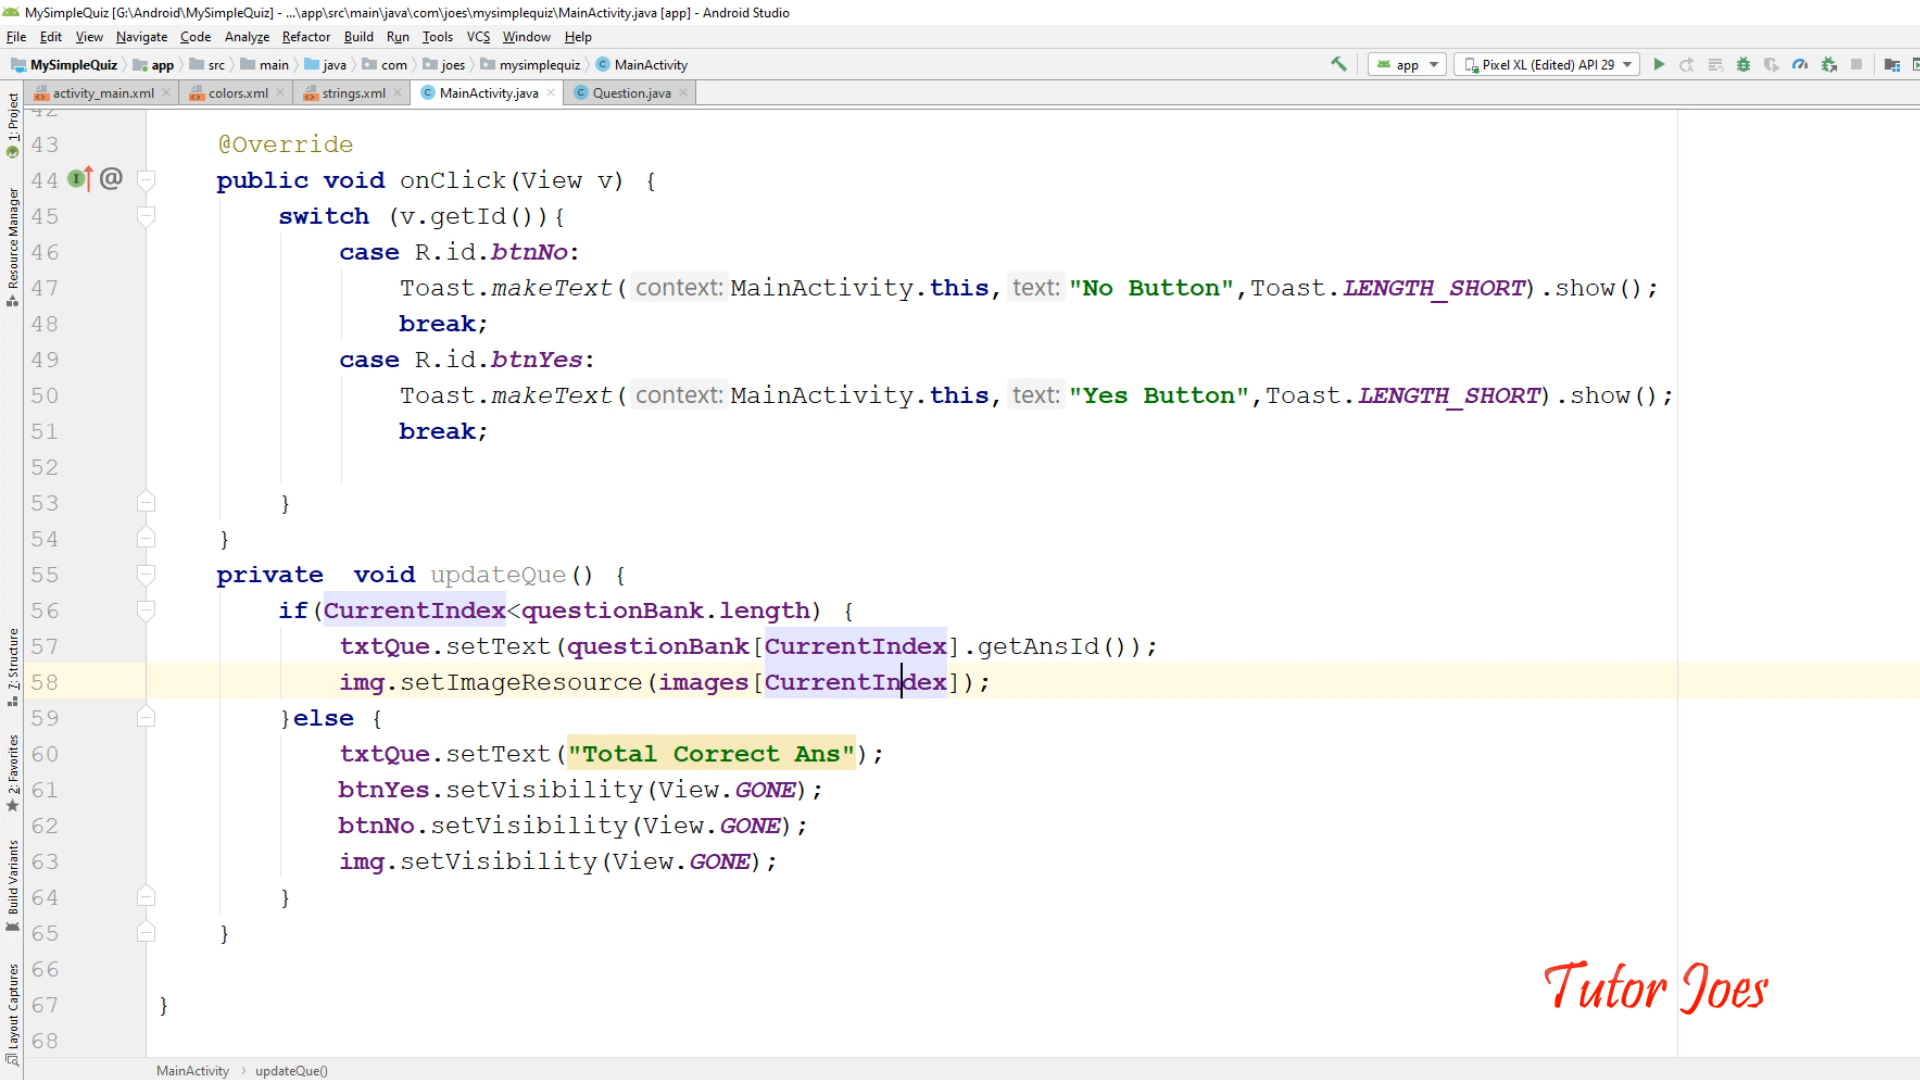 MySimpleQuiz [G:\Android\MySimpleQuiz] - ...\app\src\main\java\com\joes\mysimplequiz\MainActivity.java [app] - Android Studio
File Edit View Navigate Code Analyze Refactor Build Run Tools VCS Window Help
MySimpleQuiz app src main java com joes mysimplequiz MainActivity app Pixel XL (Edited) API 29
activity_main.xml colors.xml strings.xml MainActivity.java Question.java
1: Project
Resource Manager
7: Structure
2: Favorites
Build Variants
Layout Captures
42
43 @Override
44 public void onClick(View v) {
45 switch (v.getId()){
46 case R.id.btnNo:
47 Toast.makeText( context: MainActivity.this, text: "No Button",Toast.LENGTH_SHORT).show();
48 break;
49 case R.id.btnYes:
50 Toast.makeText( context: MainActivity.this, text: "Yes Button",Toast.LENGTH_SHORT).show();
51 break;
52
53 }
54 }
55 private  void updateQue() {
56 if(CurrentIndex<questionBank.length) {
57 txtQue.setText(questionBank[CurrentIndex].getAnsId());
58 img.setImageResource(images[CurrentIndex]);
59 }else {
60 txtQue.setText("Total Correct Ans");
61 btnYes.setVisibility(View.GONE);
62 btnNo.setVisibility(View.GONE);
63 img.setVisibility(View.GONE);
64 }
65 }
66
67 }
68
Tutor Joes
MainActivity updateQue()